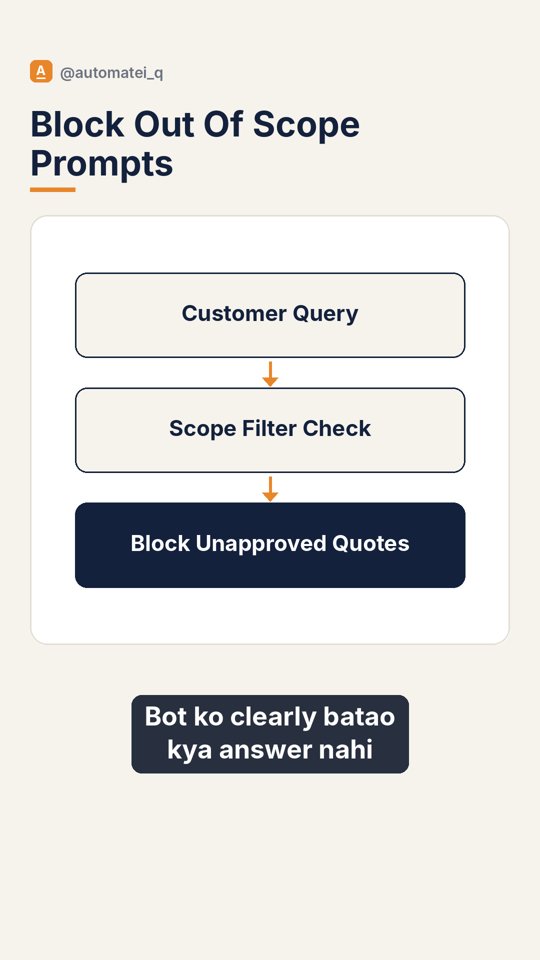 A @automatei_q
Block Out Of Scope
Prompts
Customer Query
Scope Filter Check
Block Unapproved Quotes
Bot ko clearly batao
kya answer nahi